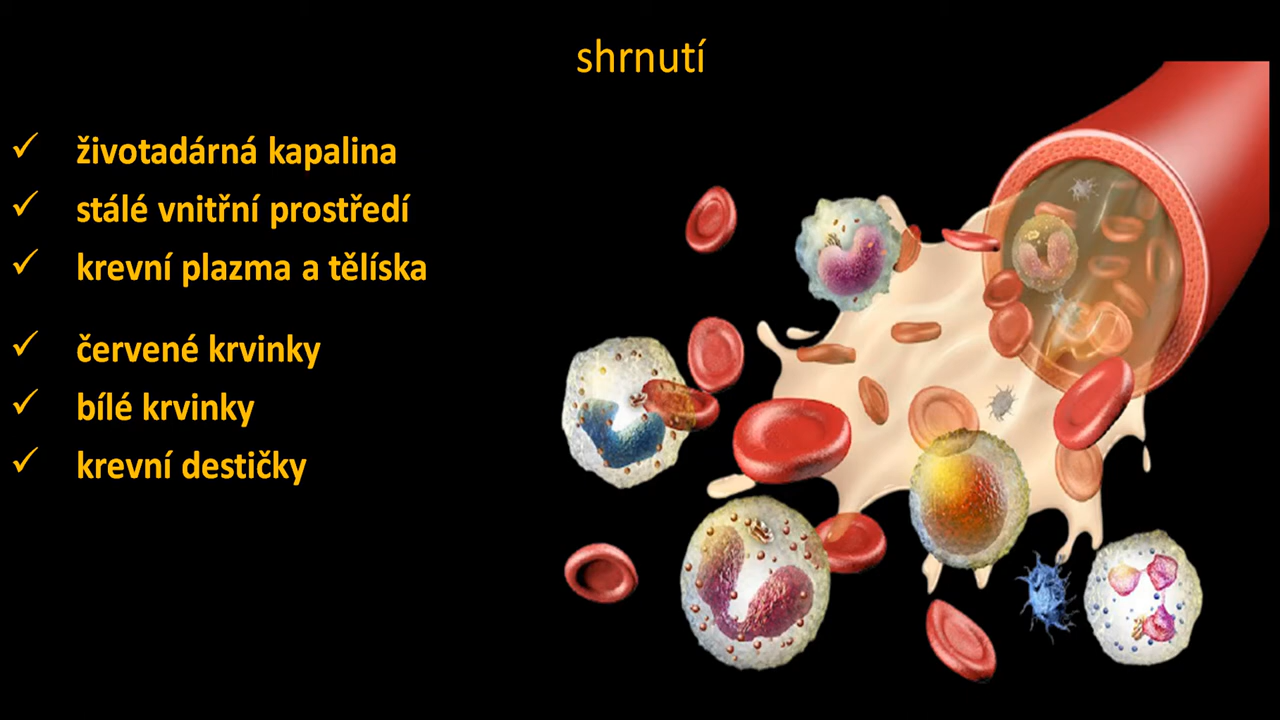 shrnutí
✓ životadárná kapalina
✓ stálé vnitřní prostředí
✓ krevní plazma a tělíska
✓ červené krvinky
✓ bílé krvinky
✓ krevní destičky